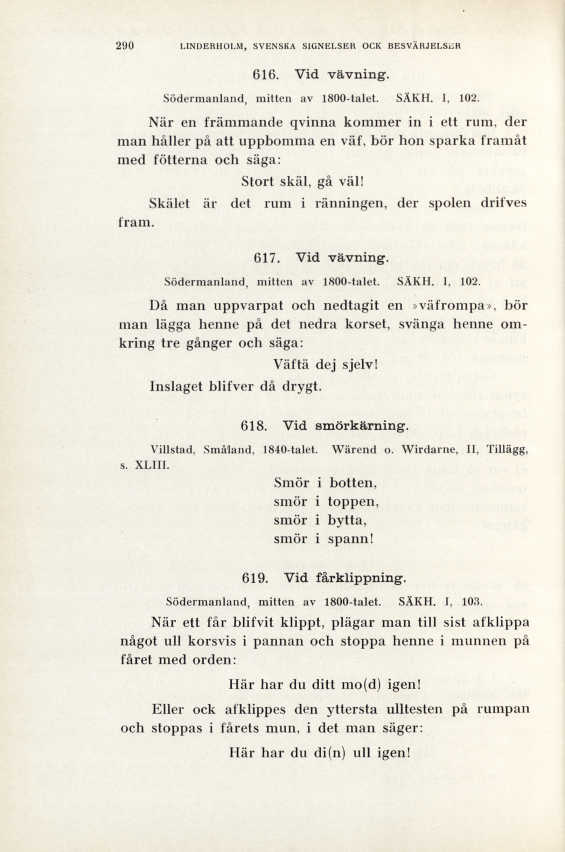 290 LINDERHOLM, SVENSKA SIGNELSER OCK BESVÄRJELSER
616. Vid vävning.
Södermanland, mitten av 1800-talet. SÄKH. I, 102.
När en främmande qvinna kommer in i ett rum, der
man håller på att uppbomma en väf, bör hon sparka framåt
med fötterna och säga:
Stort skäl, gå väl!
Skälet är det rum i ränningen, der spolen drifves
fram.
617. Vid vävning.
Södermanland, mitten av 1800-talet. SÄKH. I, 102.
Då man uppvarpat och nedtagit en »väfrompa», bör
man lägga henne på det nedra korset, svänga henne om-
kring tre gånger och säga:
Väftä dej sjelv!
Inslaget blifver då drygt.
618. Vid smörkärning.
Villstad, Småland, 1840-talet. Wärend o. Wirdarne, II, Tillägg,
s. XLIII.
Smör i botten,
smör i toppen,
smör i bytta,
smör i spann!
619. Vid fårklippning.
Södermanland, mitten av 1800-talet. SÄKH. I, 103.
När ett får blifvit klippt, plägar man till sist afklippa
något ull korsvis i pannan och stoppa henne i munnen på
fåret med orden:
Här har du ditt mo(d) igen!
Eller ock afklippes den yttersta ulltesten på rumpan
och stoppas i fårets mun, i det man säger:
Här har du di(n) ull igen!